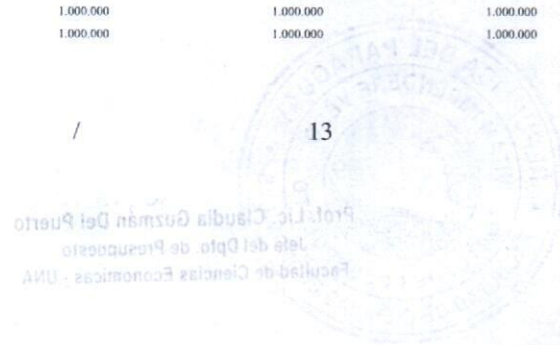 1.000.000 1.000.000 1.000.000
1.000.000 1.000.000 1.000.000
/ 13
Prof. Lic. Claudia Guzmán Del Puerto
Jefe del Dpto. de Presupuesto
Facultad de Ciencias Económicas - UNA